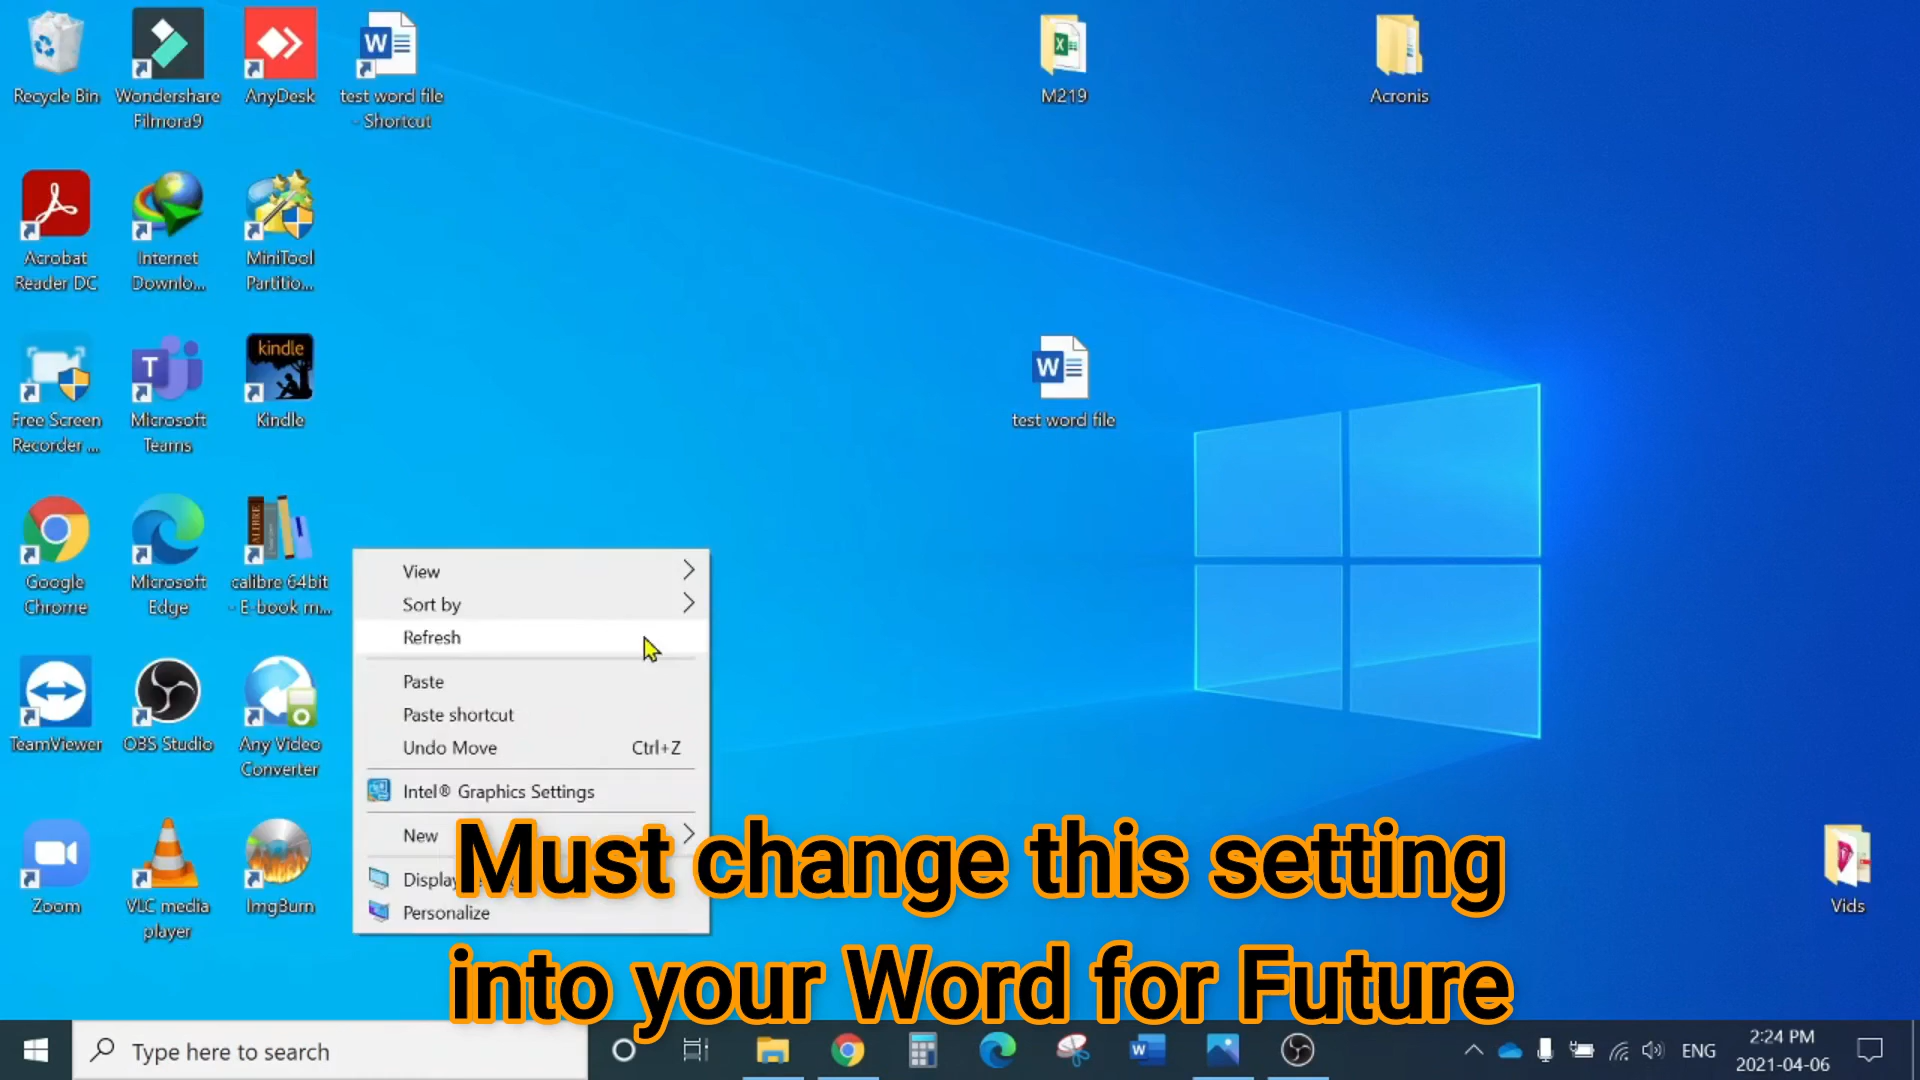 Recycle Bin
Wondershare
Filmora9
AnyDesk
test word file
- Shortcut
M219
Acronis
Acrobat
Reader DC
Internet
Downlo...
MiniTool
Partitio...
Free Screen
Recorder ...
Microsoft
Teams
kindle
Kindle
test word file
Google
Chrome
Microsoft
Edge
CALIBRE
calibre 64bit
- E-book m...
TeamViewer
OBS Studio
Any Video
Converter
Zoom
VLC media
player
ImgBurn
View
Sort by
Refresh
Paste
Paste shortcut
Undo Move Ctrl+Z
Intel® Graphics Settings
New
Display
Personalize
Must change this setting
into your Word for Future
Vids
Type here to search
ENG
2:24 PM
2021-04-06